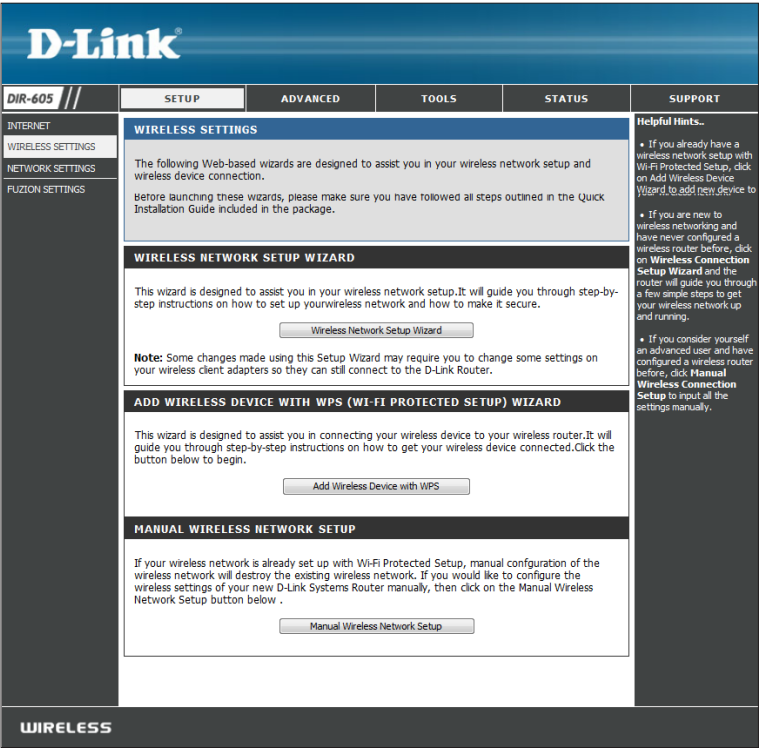 D-Link®
DIR-605 //
SETUP
ADVANCED
TOOLS
STATUS
SUPPORT
INTERNET
WIRELESS SETTINGS
NETWORK SETTINGS
FUZION SETTINGS
WIRELESS SETTINGS
The following Web-based wizards are designed to assist you in your wireless network setup and
wireless device connection.
Before launching these wizards, please make sure you have followed all steps outlined in the Quick
Installation Guide included in the package.
WIRELESS NETWORK SETUP WIZARD
This wizard is designed to assist you in your wireless network setup.It will guide you through step-by-
step instructions on how to set up yourwireless network and how to make it secure.
Wireless Network Setup Wizard
Note: Some changes made using this Setup Wizard may require you to change some settings on
your wireless client adapters so they can still connect to the D-Link Router.
ADD WIRELESS DEVICE WITH WPS (WI-FI PROTECTED SETUP) WIZARD
This wizard is designed to assist you in connecting your wireless device to your wireless router.It will
guide you through step-by-step instructions on how to get your wireless device connected.Click the
button below to begin.
Add Wireless Device with WPS
MANUAL WIRELESS NETWORK SETUP
If your wireless network is already set up with Wi-Fi Protected Setup, manual confguration of the
wireless network will destroy the existing wireless network. If you would like to configure the
wireless settings of your new D-Link Systems Router manually, then click on the Manual Wireless
Network Setup button below .
Manual Wireless Network Setup
Helpful Hints..
• If you already have a
wireless network setup with
Wi-Fi Protected Setup, click
on Add Wireless Device
Wizard to add new device to
your wireless network.
• If you are new to
wireless networking and
have never configured a
wireless router before, click
on Wireless Connection
Setup Wizard and the
router will guide you through
a few simple steps to get
your wireless network up
and running.
• If you consider yourself
an advanced user and have
configured a wireless router
before, click Manual
Wireless Connection
Setup to input all the
settings manually.
WIRELESS